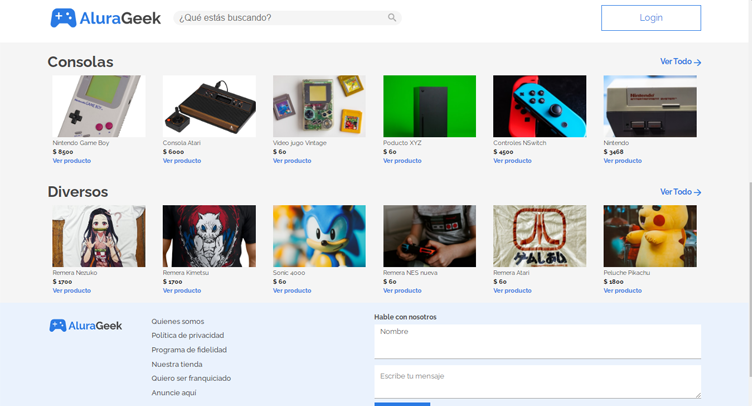 AluraGeek
¿Qué estás buscando?
Login
Consolas
Ver Todo
Nintendo Game Boy
$ 8500
Ver producto
Consola Atari
$ 6000
Ver producto
Video jugo Vintage
$ 60
Ver producto
Poducto XYZ
$ 60
Ver producto
Controles NSwitch
$ 4500
Ver producto
Nintendo
Nintendo
$ 3468
Ver producto
Diversos
Ver Todo
Remera Nezuko
$ 1700
Ver producto
Remera Kimetsu
$ 1700
Ver producto
Sonic 4000
$ 60
Ver producto
Remera NES nueva
$ 60
Ver producto
Remera Atari
$ 60
Ver producto
Peluche Pikachu
$ 1800
Ver producto
AluraGeek
Quienes somos
Política de privacidad
Programa de fidelidad
Nuestra tienda
Quiero ser franquiciado
Anuncie aquí
Hable con nosotros
Nombre
Escribe tu mensaje